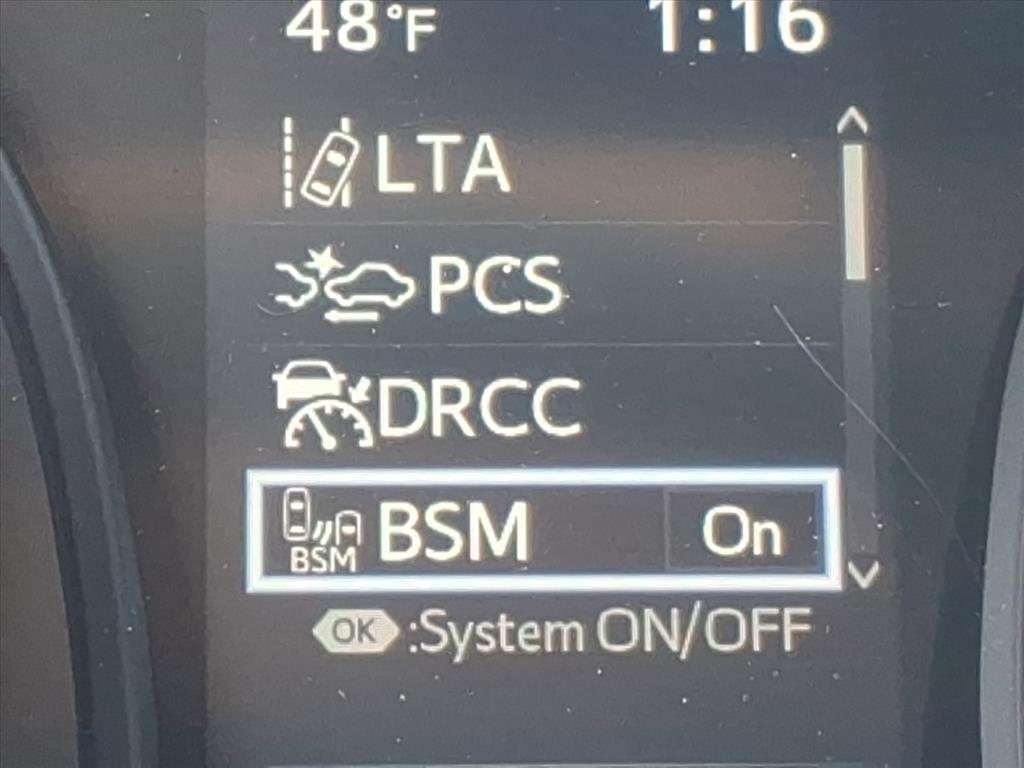 48°F 1:16
LTA
PCS
DRCC
BSM BSM On
OK :System ON/OFF